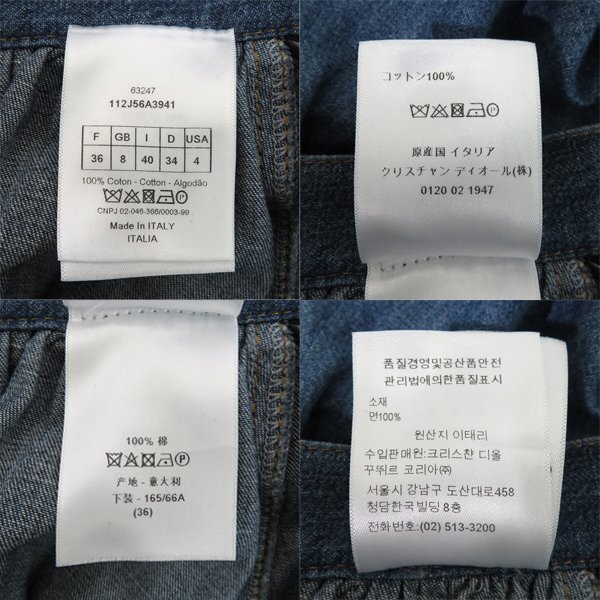 63247
112J56A3941
F GB I D USA
36 8 40 34 4
100% Coton - Cotton - Algodão
CNPJ 02-046-366/0003-99
Made in ITALY
ITALIA
コットン100%
原産国 イタリア
クリスチャン ディオール(株)
0120 02 1947
100% 棉
产地 - 意大利
下装 - 165/66A
(36)
품질경영및공산품안전
관리법에의한품질표시
소재
면100%
원산지 이태리
수입판매원:크리스챤 디올
꾸뛰르 코리아㈜
서울시 강남구 도산대로458
청담한국빌딩 8층
전화번호:(02) 513-3200